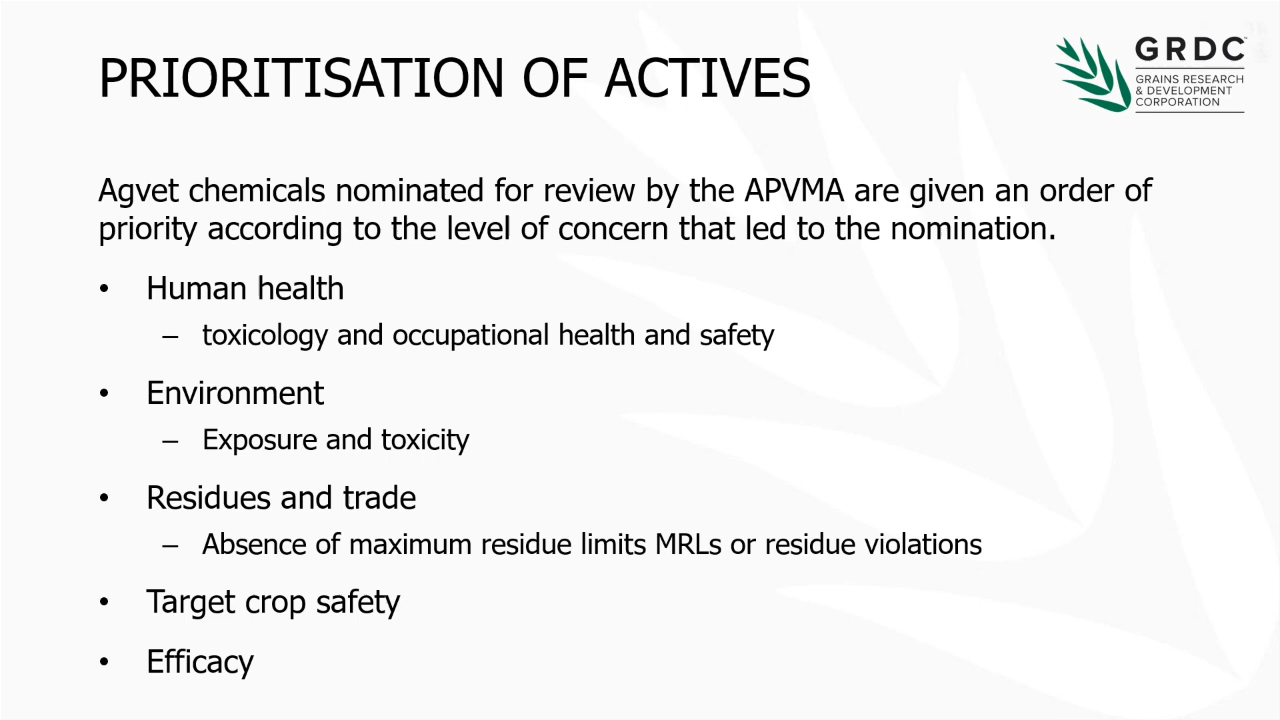 PRIORITISATION OF ACTIVES
GRDC™
GRAINS RESEARCH
& DEVELOPMENT
CORPORATION
Agvet chemicals nominated for review by the APVMA are given an order of
priority according to the level of concern that led to the nomination.
• Human health
– toxicology and occupational health and safety
• Environment
– Exposure and toxicity
• Residues and trade
– Absence of maximum residue limits MRLs or residue violations
• Target crop safety
• Efficacy